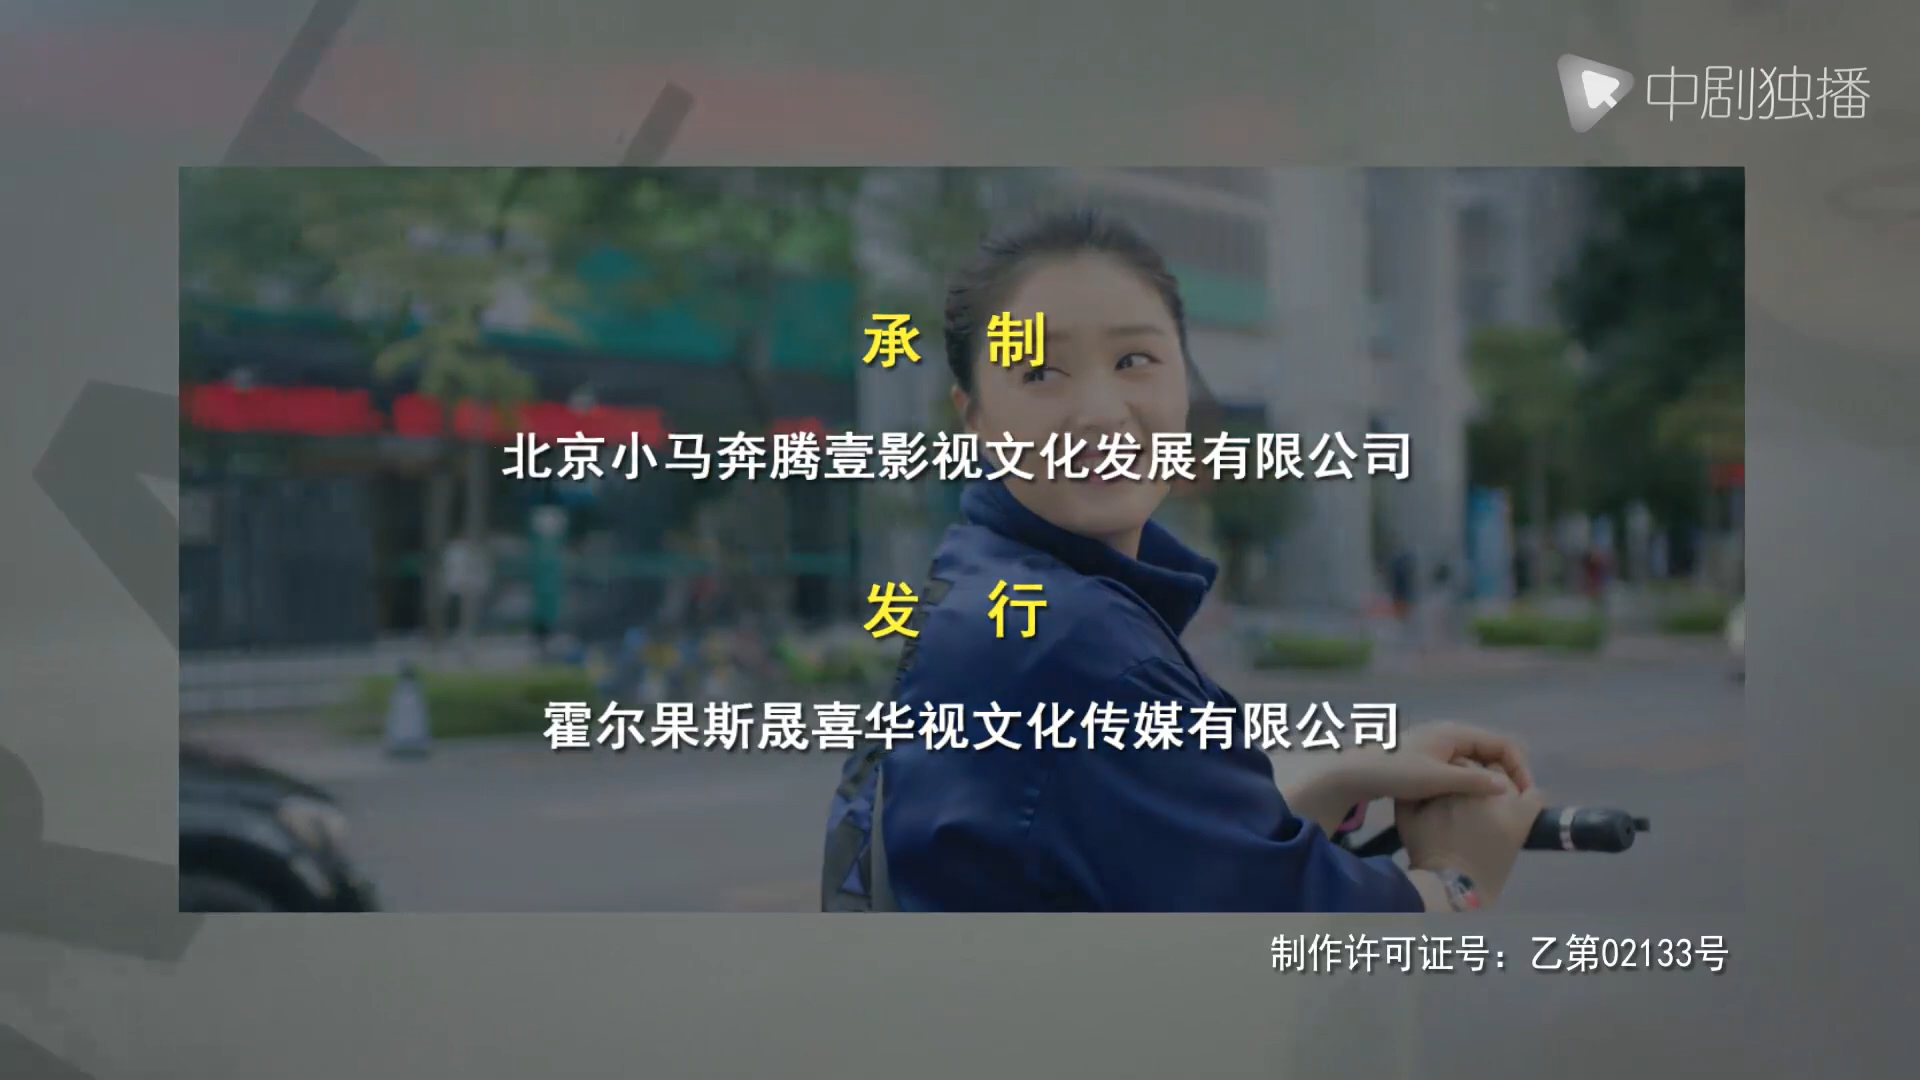 中剧独播
承 制
北京小马奔腾壹影视文化发展有限公司
发 行
霍尔果斯晟喜华视文化传媒有限公司
制作许可证号：乙第02133号